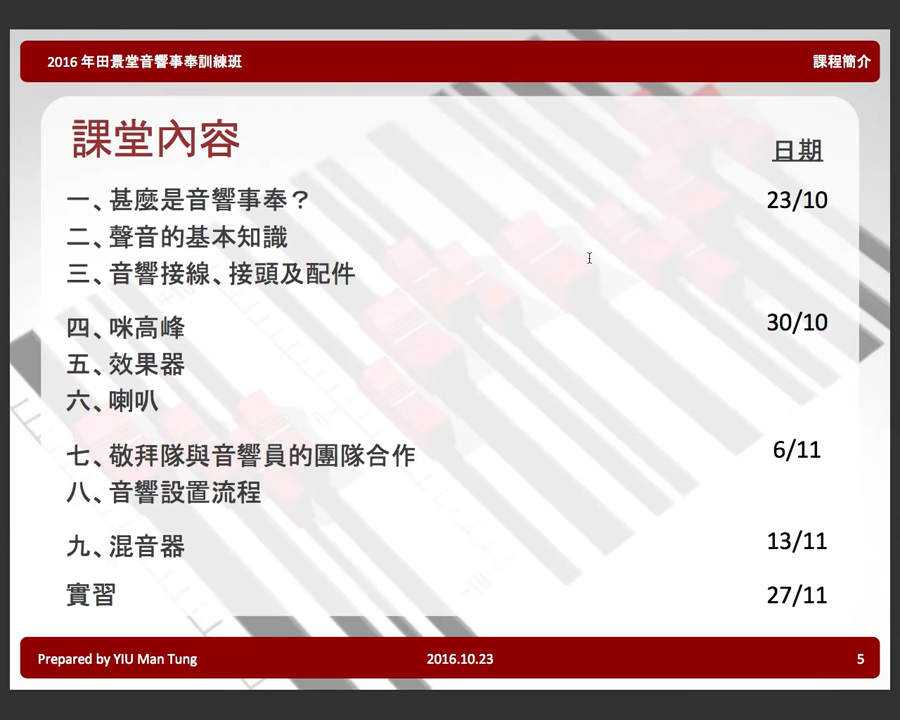 2016 年田景堂音響事奉訓練班
課程簡介
課堂內容
日期
一、甚麼是音響事奉？ 23/10
二、聲音的基本知識
三、音響接線、接頭及配件
四、咪高峰 30/10
五、效果器
六、喇叭
七、敬拜隊與音響員的團隊合作 6/11
八、音響設置流程
九、混音器 13/11
實習 27/11
Prepared by YIU Man Tung
2016.10.23
5